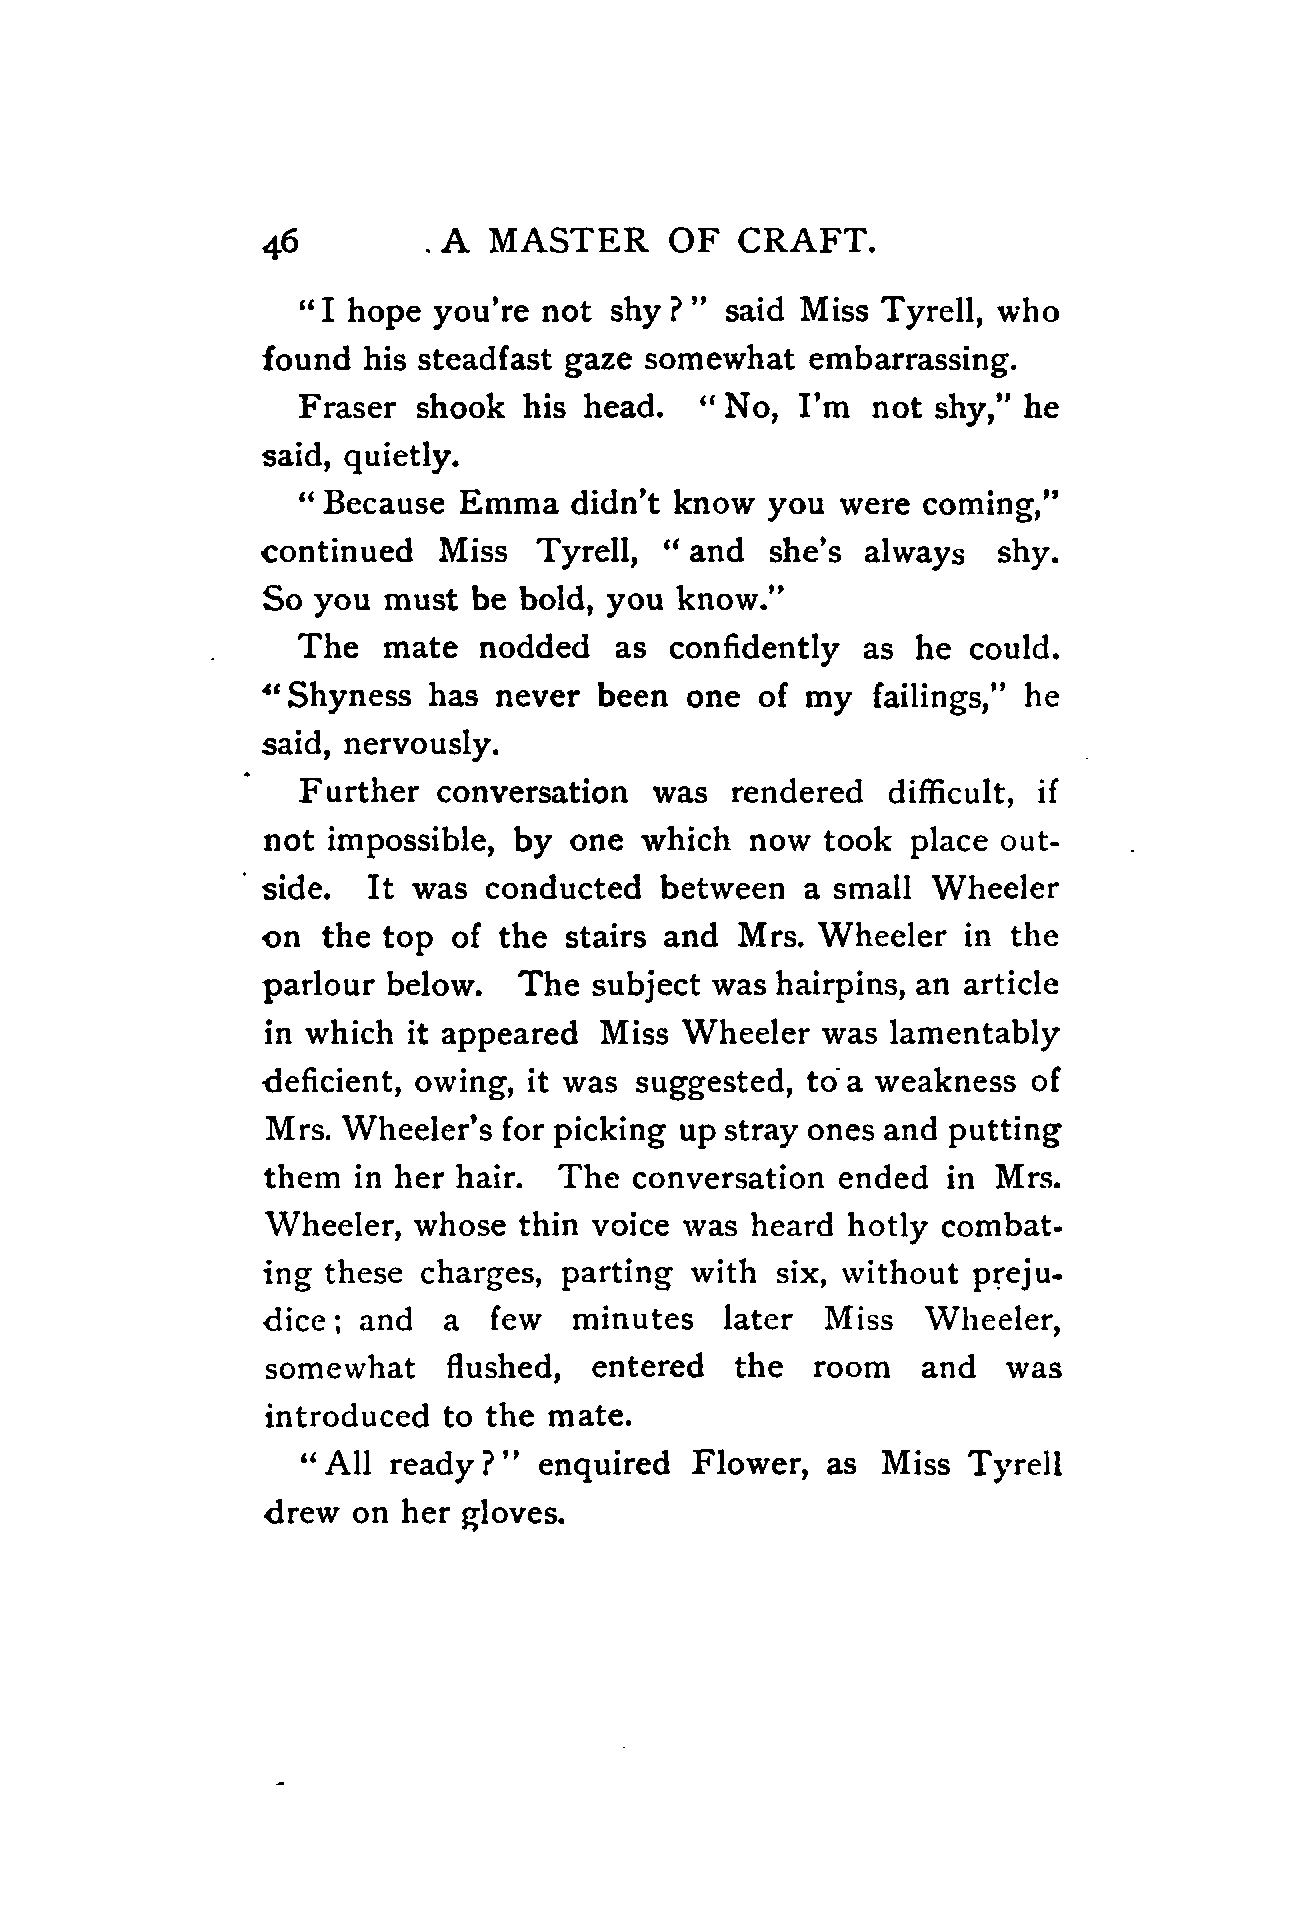 46 A MASTER OF CRAFT.
"I hope you're not shy?" said Miss Tyrell, who
found his steadfast gaze somewhat embarrassing.
Fraser shook his head. "No, I'm not shy," he
said, quietly.
"Because Emma didn't know you were coming,"
continued Miss Tyrell, "and she's always shy.
So you must be bold, you know."
The mate nodded as confidently as he could.
"Shyness has never been one of my failings," he
said, nervously.
Further conversation was rendered difficult, if
not impossible, by one which now took place out-
side. It was conducted between a small Wheeler
on the top of the stairs and Mrs. Wheeler in the
parlour below. The subject was hairpins, an article
in which it appeared Miss Wheeler was lamentably
deficient, owing, it was suggested, to a weakness of
Mrs. Wheeler's for picking up stray ones and putting
them in her hair. The conversation ended in Mrs.
Wheeler, whose thin voice was heard hotly combat-
ing these charges, parting with six, without preju-
dice; and a few minutes later Miss Wheeler,
somewhat flushed, entered the room and was
introduced to the mate.
"All ready?" enquired Flower, as Miss Tyrell
drew on her gloves.